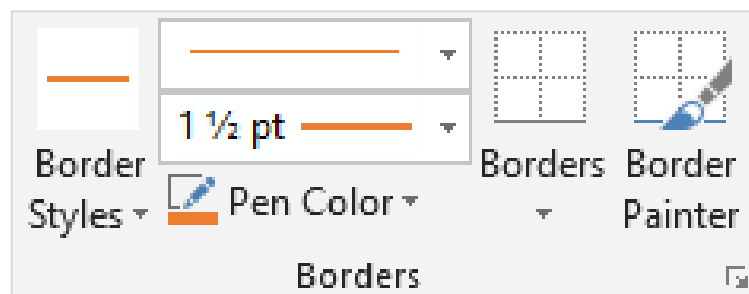 Border
Styles
1 ½ pt
Pen Color
Borders
Border
Painter
Borders